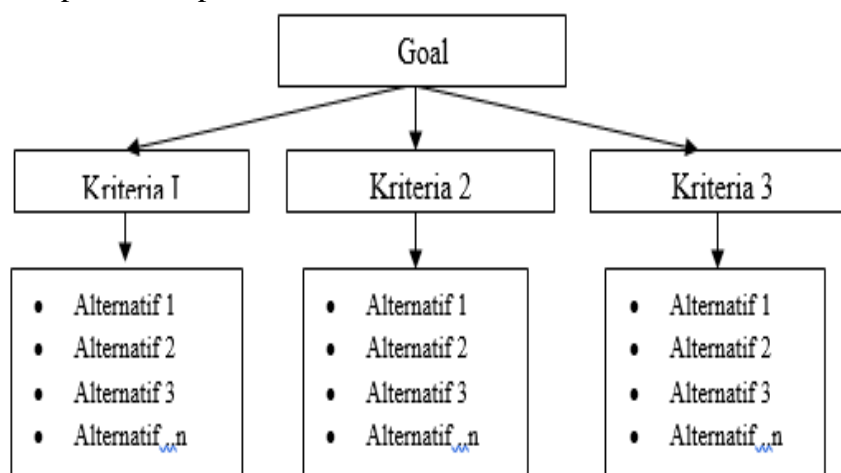 Goal
Kriteria I
Kriteria 2
Kriteria 3
• Alternatif 1
• Alternatif 2
• Alternatif 3
• Alternatif ..n
• Alternatif 1
• Alternatif 2
• Alternatif 3
• Alternatif ..n
• Alternatif 1
• Alternatif 2
• Alternatif 3
• Alternatif ..n